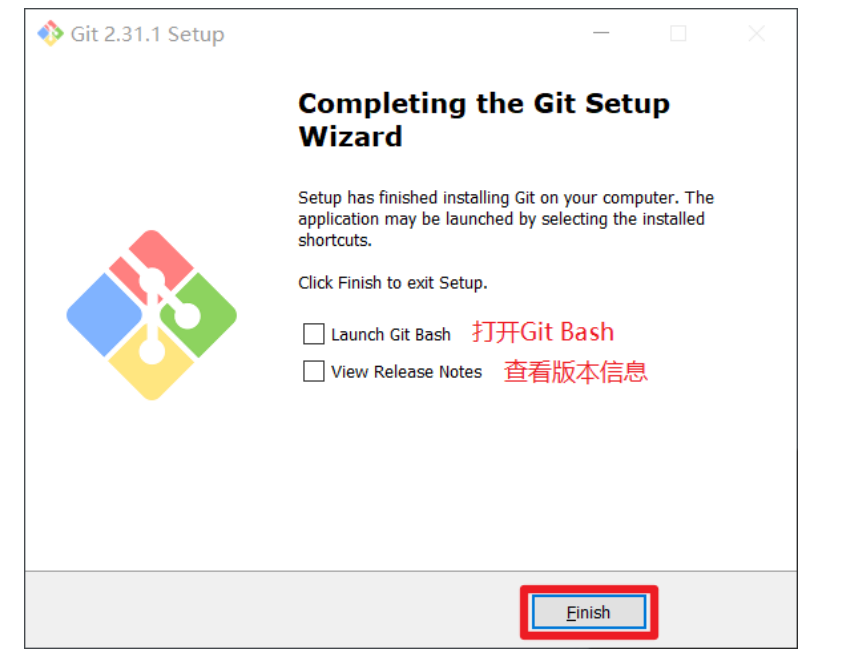 Git 2.31.1 Setup
Completing the Git Setup
Wizard
Setup has finished installing Git on your computer. The
application may be launched by selecting the installed
shortcuts.
Click Finish to exit Setup.
Launch Git Bash 打开Git Bash
View Release Notes 查看版本信息
Finish